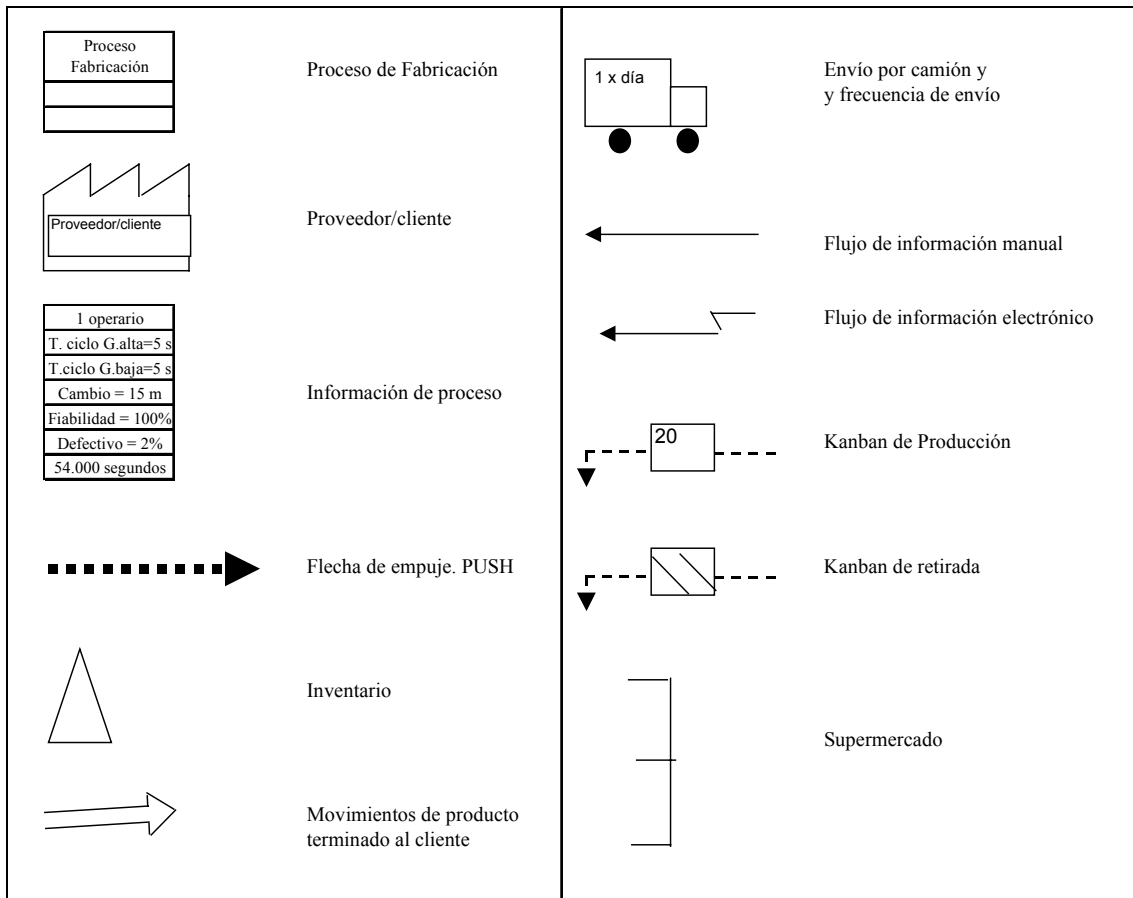 Proceso
Fabricación
Proceso de Fabricación
Proveedor/cliente
Proveedor/cliente
1 operario
T. ciclo G.alta=5 s
T.ciclo G.baja=5 s
Cambio = 15 m
Fiabilidad = 100%
Defectivo = 2%
54.000 segundos
Información de proceso
Flecha de empuje. PUSH
Inventario
Movimientos de producto
terminado al cliente
1 x día
Envío por camión y
y frecuencia de envío
Flujo de información manual
Flujo de información electrónico
20
Kanban de Producción
Kanban de retirada
Supermercado